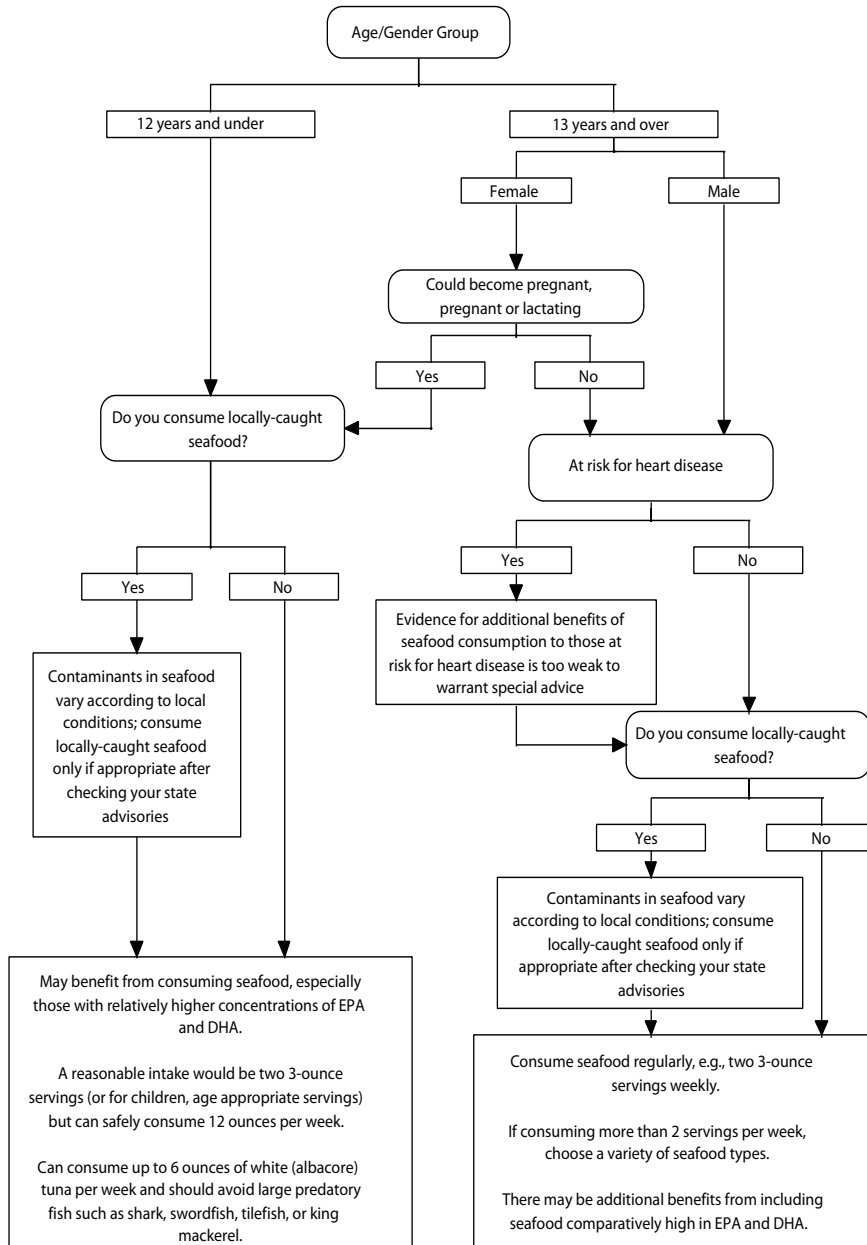 Age/Gender Group
12 years and under
13 years and over
Female
Male
Could become pregnant,
pregnant or lactating
Yes
No
Do you consume locally-caught
seafood?
At risk for heart disease
Yes
No
Yes
No
Evidence for additional benefits of
seafood consumption to those at
risk for heart disease is too weak to
warrant special advice
Contaminants in seafood
vary according to local
conditions; consume
locally-caught seafood
only if appropriate after
checking your state
advisories
Do you consume locally-caught
seafood?
Yes
No
Contaminants in seafood vary
according to local conditions; consume
locally-caught seafood only if
appropriate after checking your state
advisories
May benefit from consuming seafood, especially
those with relatively higher concentrations of EPA
and DHA.
A reasonable intake would be two 3-ounce
servings (or for children, age appropriate servings)
but can safely consume 12 ounces per week.
Can consume up to 6 ounces of white (albacore)
tuna per week and should avoid large predatory
fish such as shark, swordfish, tilefish, or king
mackerel.
Consume seafood regularly, e.g., two 3-ounce
servings weekly.
If consuming more than 2 servings per week,
choose a variety of seafood types.
There may be additional benefits from including
seafood comparatively high in EPA and DHA.